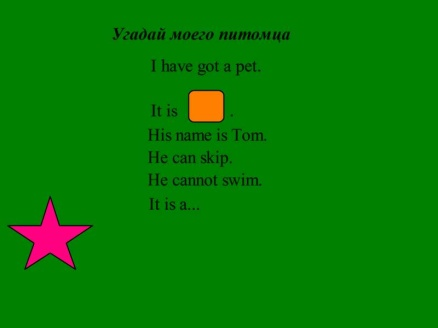 Угадай моего питомца
I have got a pet.
It is .
His name is Tom.
He can skip.
He cannot swim.
It is a...